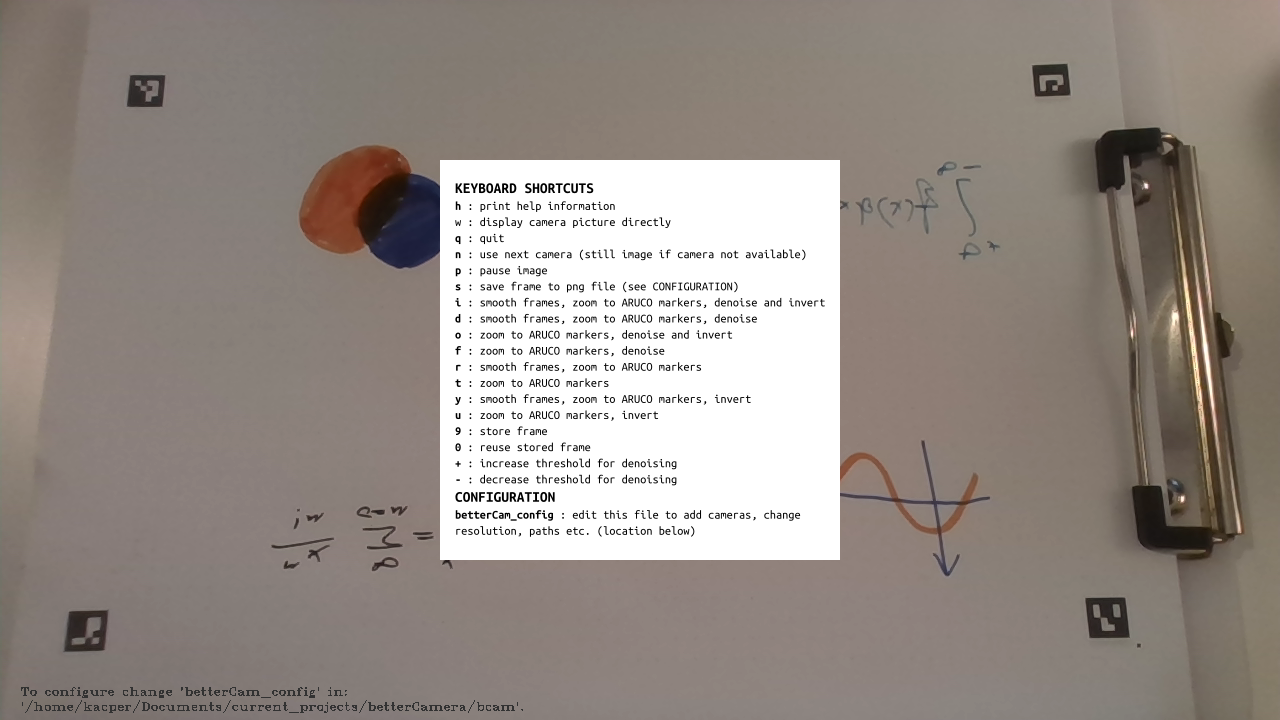 KEYBOARD SHORTCUTS
h : print help information
w : display camera picture directly
q : quit
n : use next camera (still image if camera not available)
p : pause image
s : save frame to png file (see CONFIGURATION)
i : smooth frames, zoom to ARUCO markers, denoise and invert
d : smooth frames, zoom to ARUCO markers, denoise
o : zoom to ARUCO markers, denoise and invert
f : zoom to ARUCO markers, denoise
r : smooth frames, zoom to ARUCO markers
t : zoom to ARUCO markers
y : smooth frames, zoom to ARUCO markers, invert
u : zoom to ARUCO markers, invert
9 : store frame
0 : reuse stored frame
+ : increase threshold for denoising
- : decrease threshold for denoising
CONFIGURATION
betterCam_config : edit this file to add cameras, change
resolution, paths etc. (location below)
To configure change 'betterCam_config' in:
'/home/kacper/Documents/current_projects/betterCamera/bcam'.